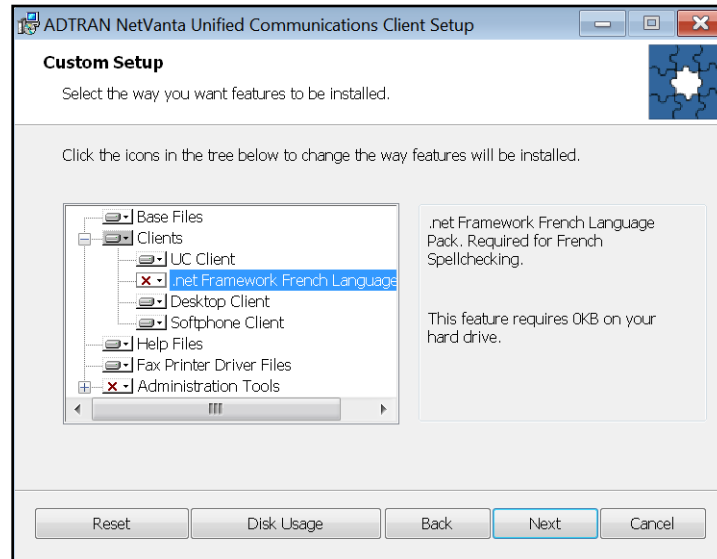 ADTRAN NetVanta Unified Communications Client Setup
Custom Setup
Select the way you want features to be installed.
Click the icons in the tree below to change the way features will be installed.
Base Files
Clients
UC Client
.net Framework French Language
Desktop Client
Softphone Client
Help Files
Fax Printer Driver Files
Administration Tools
.net Framework French Language
Pack. Required for French
Spellchecking.
This feature requires 0KB on your
hard drive.
Reset
Disk Usage
Back
Next
Cancel